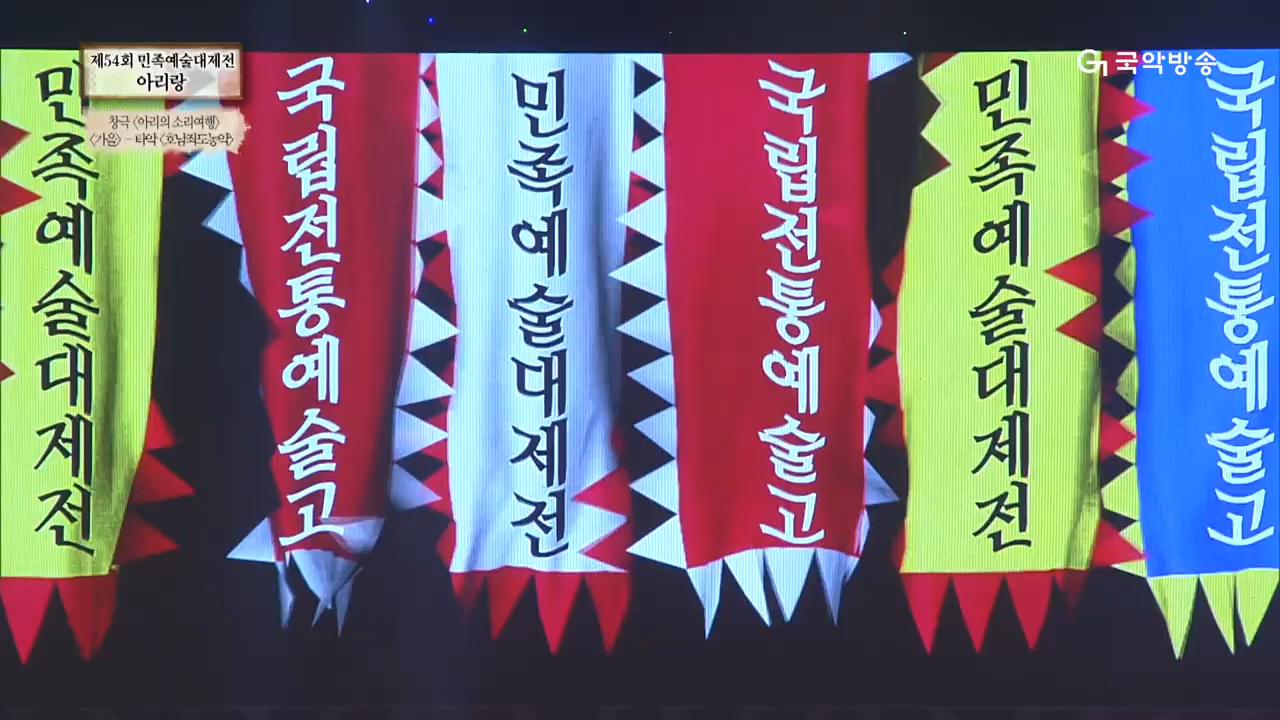 제54회 민족예술대제전
아리랑
창극 〈아리의 소리여행〉
〈가을〉 - 타악 〈호남좌도농악〉
국악방송
민족예술대제전
국립전통예술고
민족예술대제전
국립전통예술고
민족예술대제전
국립전통예술고